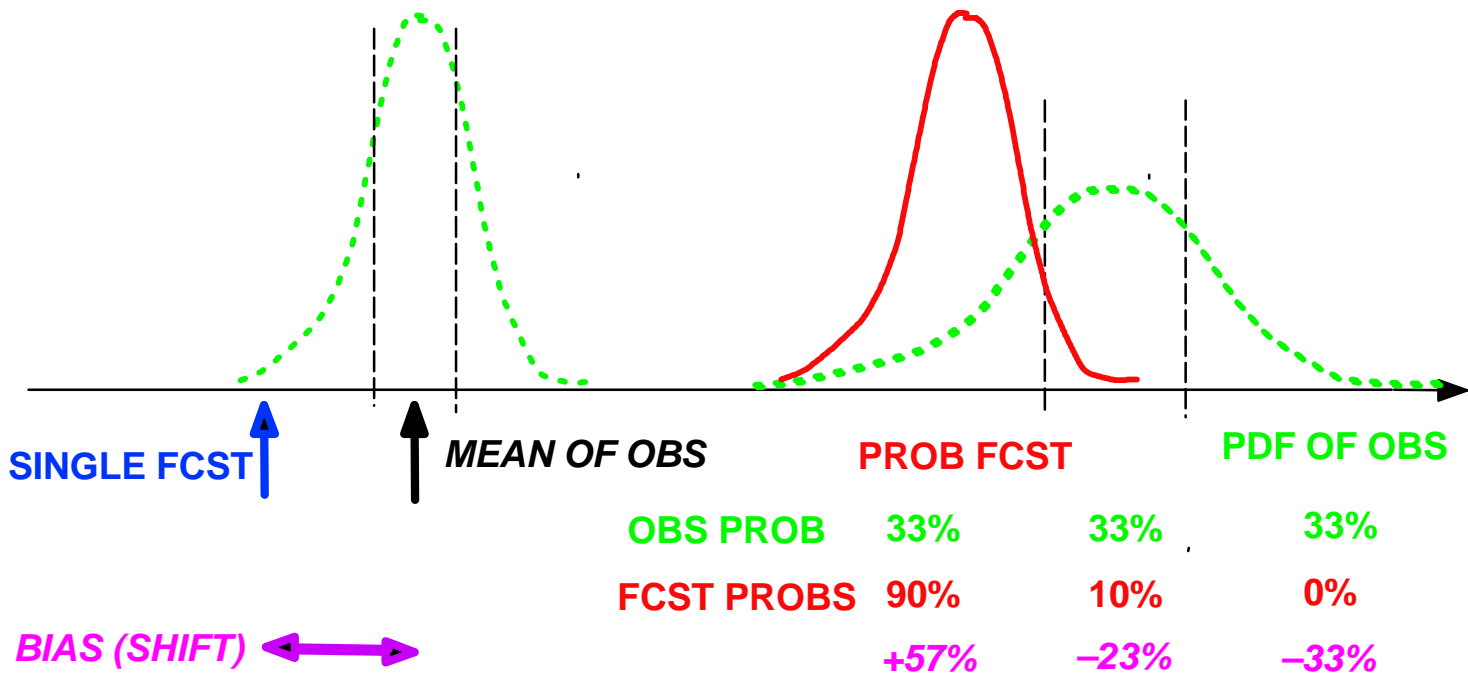 SINGLE FCST
MEAN OF OBS
PROB FCST
PDF OF OBS
OBS PROB 33% 33% 33%
FCST PROBS 90% 10% 0%
BIAS (SHIFT) +57% –23% –33%